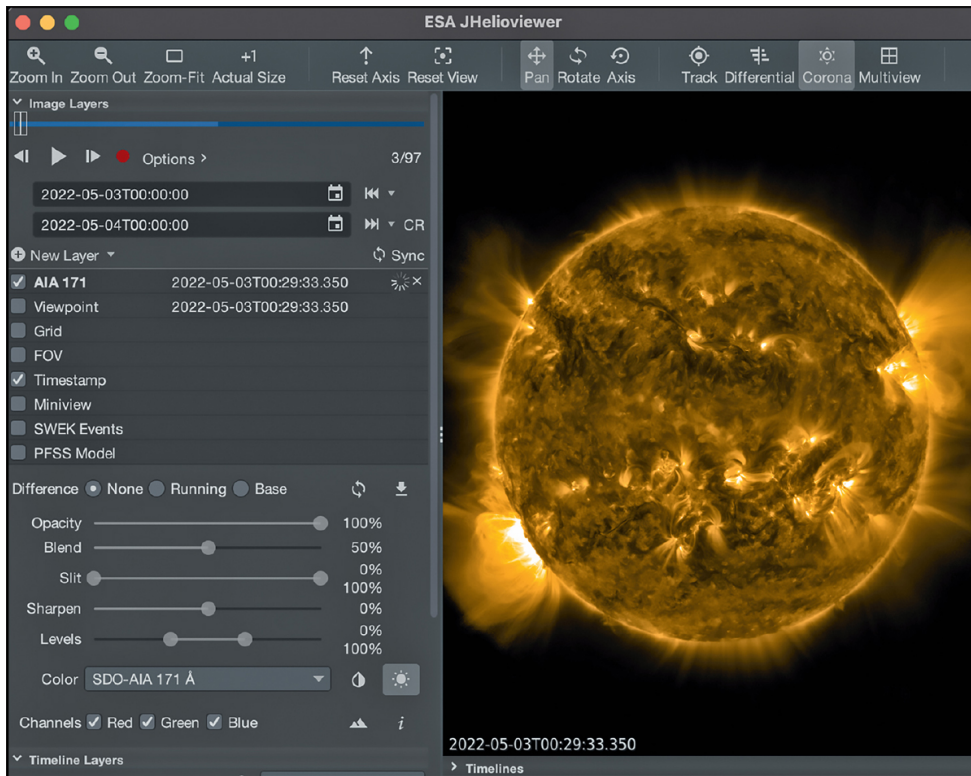 ESA JHelioviewer
Zoom In Zoom Out Zoom-Fit Actual Size Reset Axis Reset View Pan Rotate Axis Track Differential Corona Multiview
+1
Image Layers
Options 3/97
2022-05-03T00:00:00
2022-05-04T00:00:00 CR
New Layer Sync
AIA 171 2022-05-03T00:29:33.350
Viewpoint 2022-05-03T00:29:33.350
Grid
FOV
Timestamp
Miniview
SWEK Events
PFSS Model
Difference None Running Base
Opacity 100%
Blend 50%
Slit 0%
100%
Sharpen 0%
Levels 0%
100%
Color SDO-AIA 171 Å
Channels Red Green Blue i
2022-05-03T00:29:33.350
Timeline Layers
Timelines